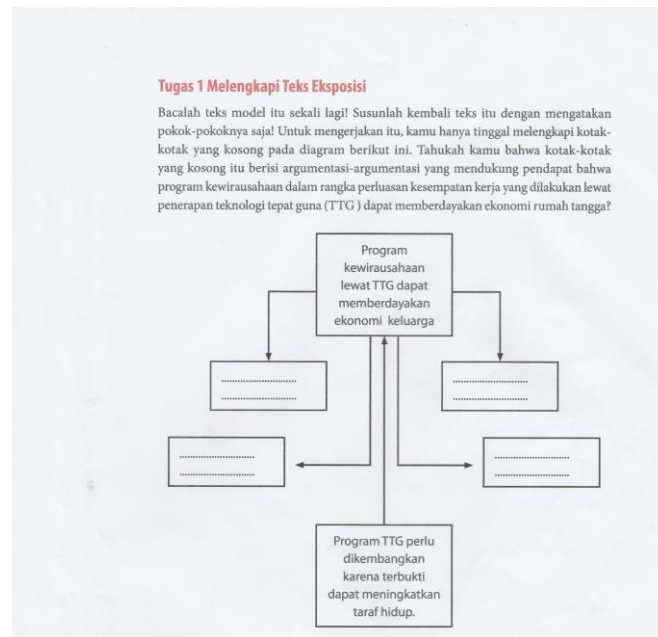 Tugas 1 Melengkapi Teks Eksposisi
Bacalah teks model itu sekali lagi! Susunlah kembali teks itu dengan mengatakan
pokok-pokoknya saja! Untuk mengerjakan itu, kamu hanya tinggal melengkapi kotak-
kotak yang kosong pada diagram berikut ini. Tahukah kamu bahwa kotak-kotak
yang kosong itu berisi argumentasi-argumentasi yang mendukung pendapat bahwa
program kewirausahaan dalam rangka perluasan kesempatan kerja yang dilakukan lewat
penerapan teknologi tepat guna (TTG ) dapat memberdayakan ekonomi rumah tangga?
Program
kewirausahaan
lewat TTG dapat
memberdayakan
ekonomi keluarga
Program TTG perlu
dikembangkan
karena terbukti
dapat meningkatkan
taraf hidup.